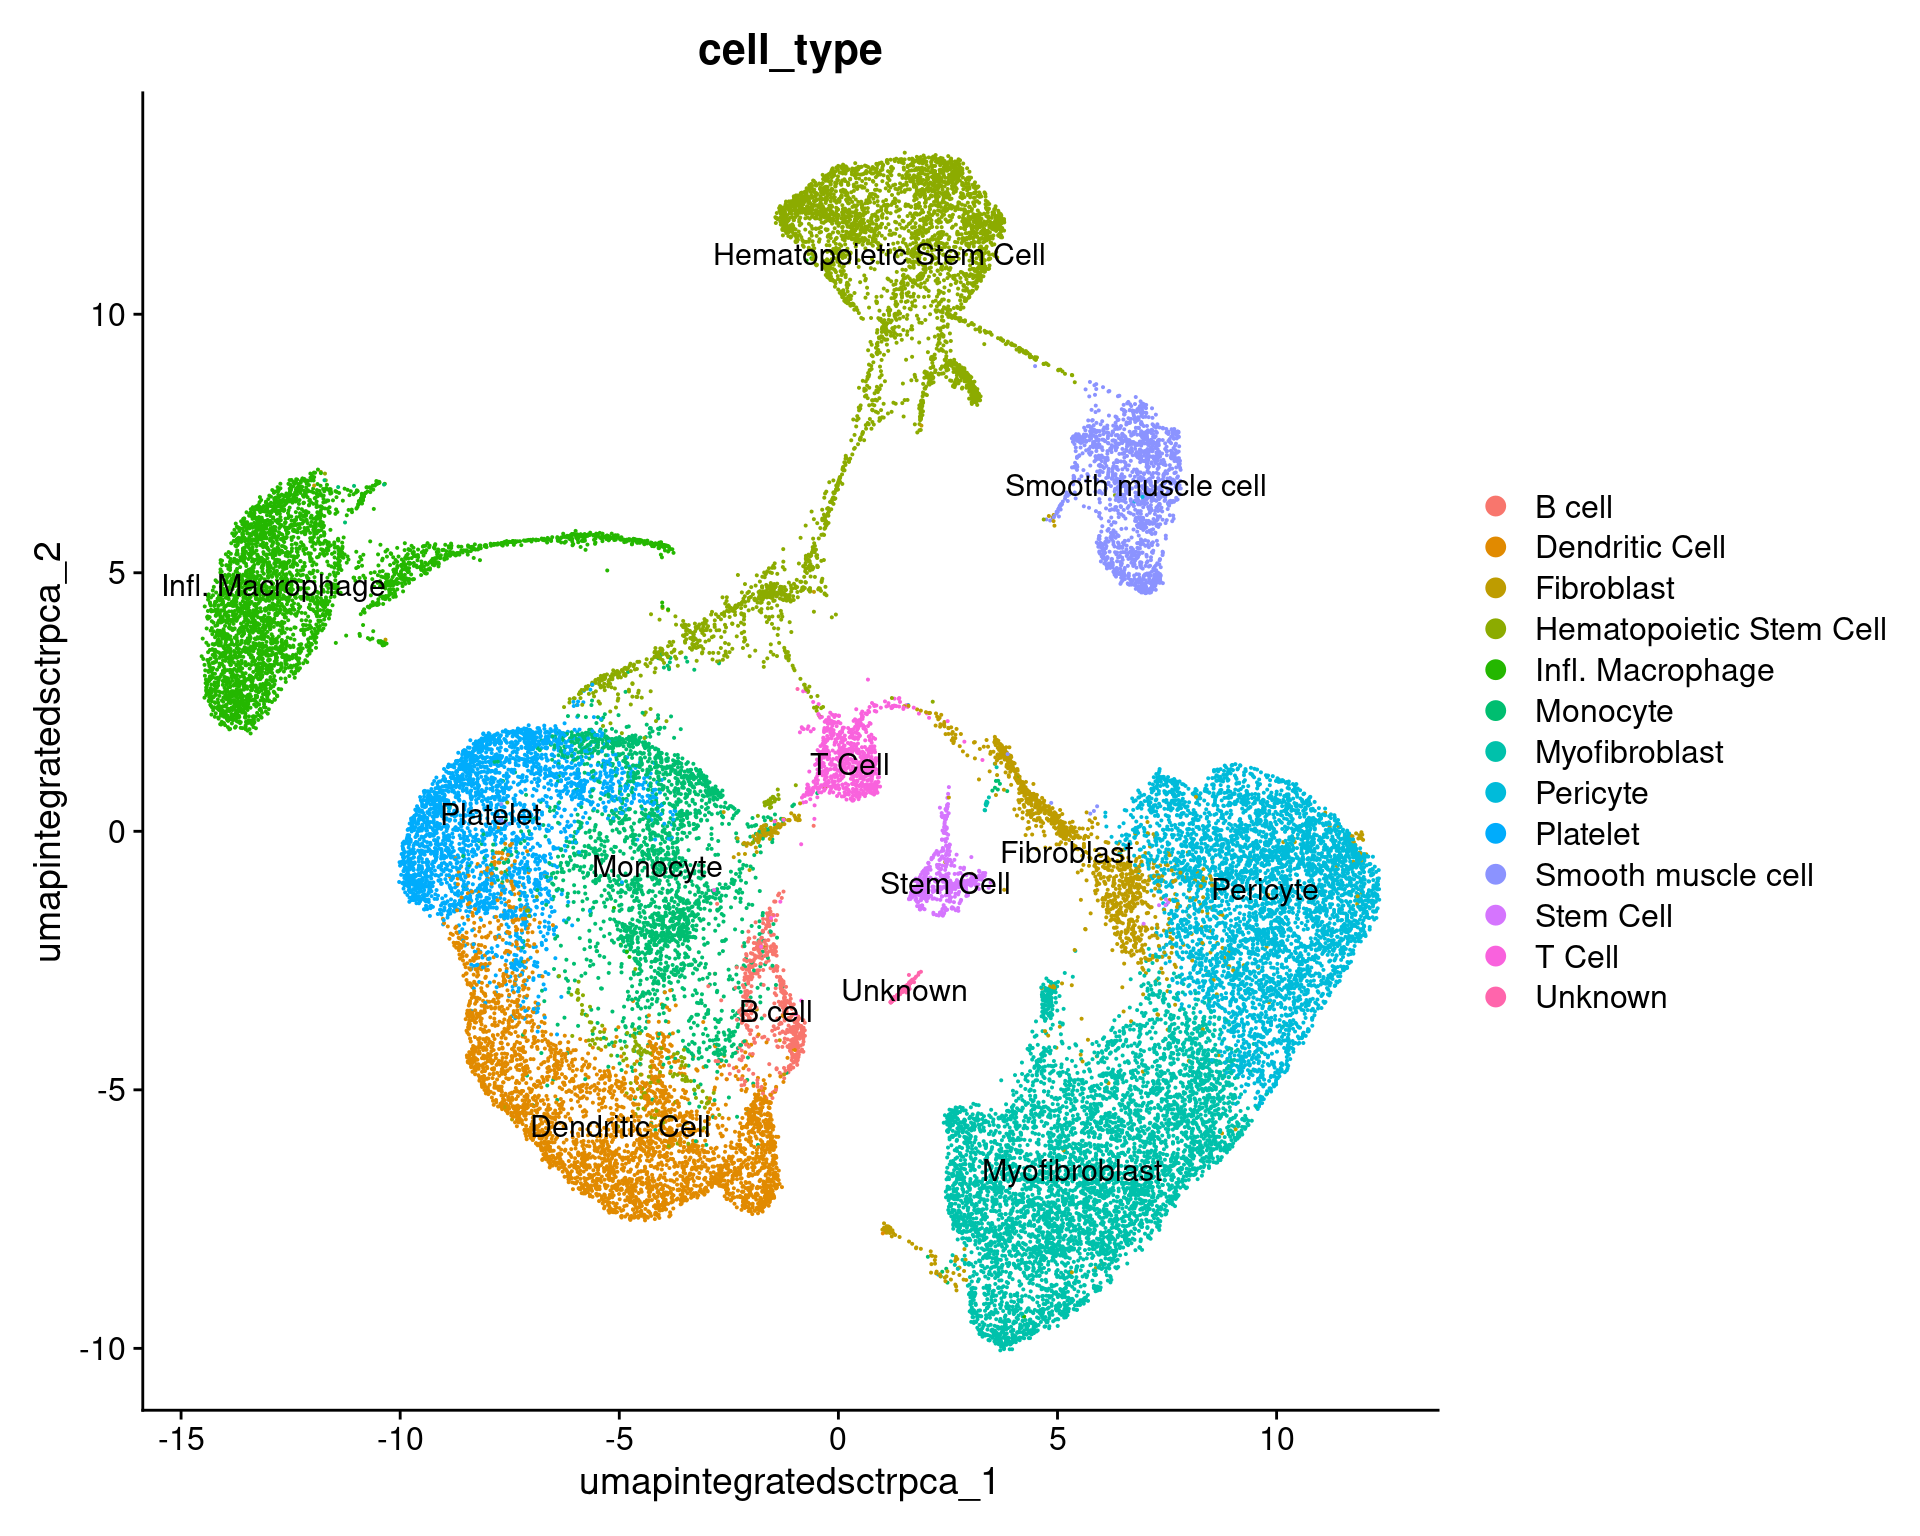 cell_type
umapintegratedsctrpca_2
10
5
0
-5
-10
Hematopoietic Stem Cell
Smooth muscle cell
Infl. Macrophage
T Cell
Platelet
Monocyte
Fibroblast
Stem Cell
Pericyte
Unknown
B cell
Dendritic Cell
Myofibroblast
-15
-10
-5
0
5
10
umapintegratedsctrpca_1
B cell
Dendritic Cell
Fibroblast
Hematopoietic Stem Cell
Infl. Macrophage
Monocyte
Myofibroblast
Pericyte
Platelet
Smooth muscle cell
Stem Cell
T Cell
Unknown